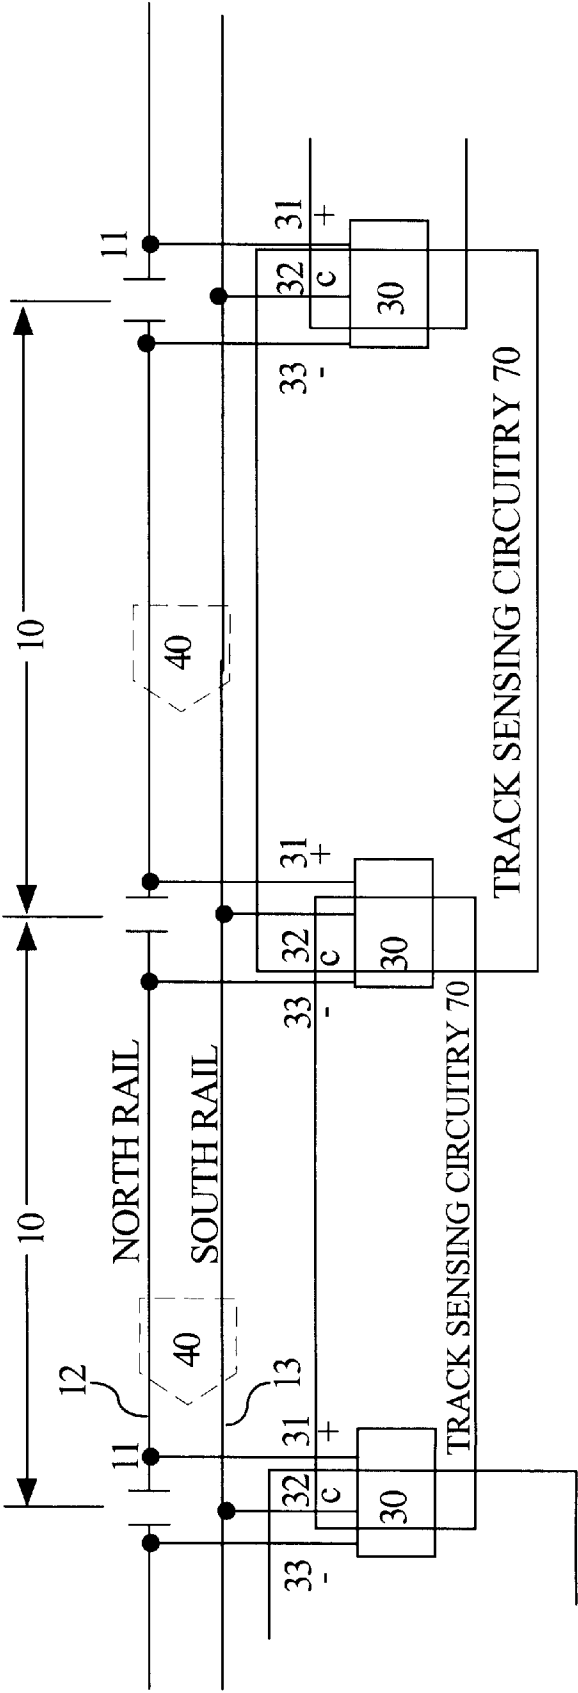 10
10
12
11
NORTH RAIL
11
40
40
SOUTH RAIL
13
33 32 31
- c +
33 32 31
- c +
33 32 31
- c +
30
30
30
TRACK SENSING CIRCUITRY 70
TRACK SENSING CIRCUITRY 70